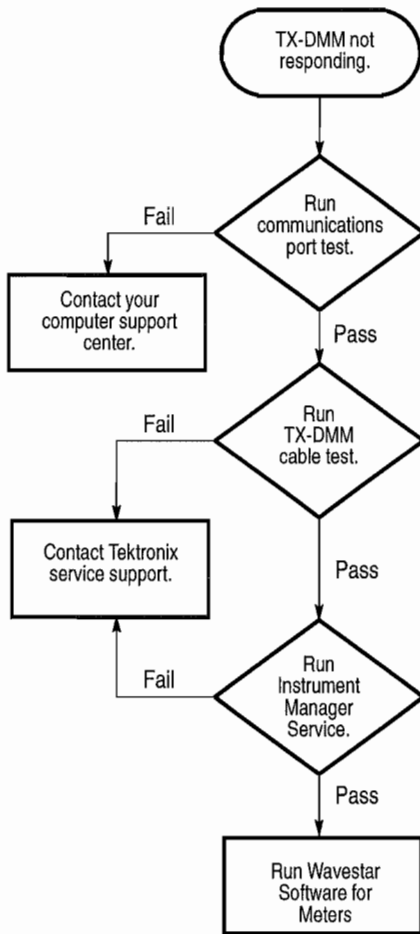 TX-DMM not
responding.
Run
communications
port test.
Fail
Contact your
computer support
center.
Pass
Run
TX-DMM
cable test.
Fail
Contact Tektronix
service support.
Pass
Run
Instrument
Manager
Service.
Fail
Pass
Run Wavestar
Software for
Meters